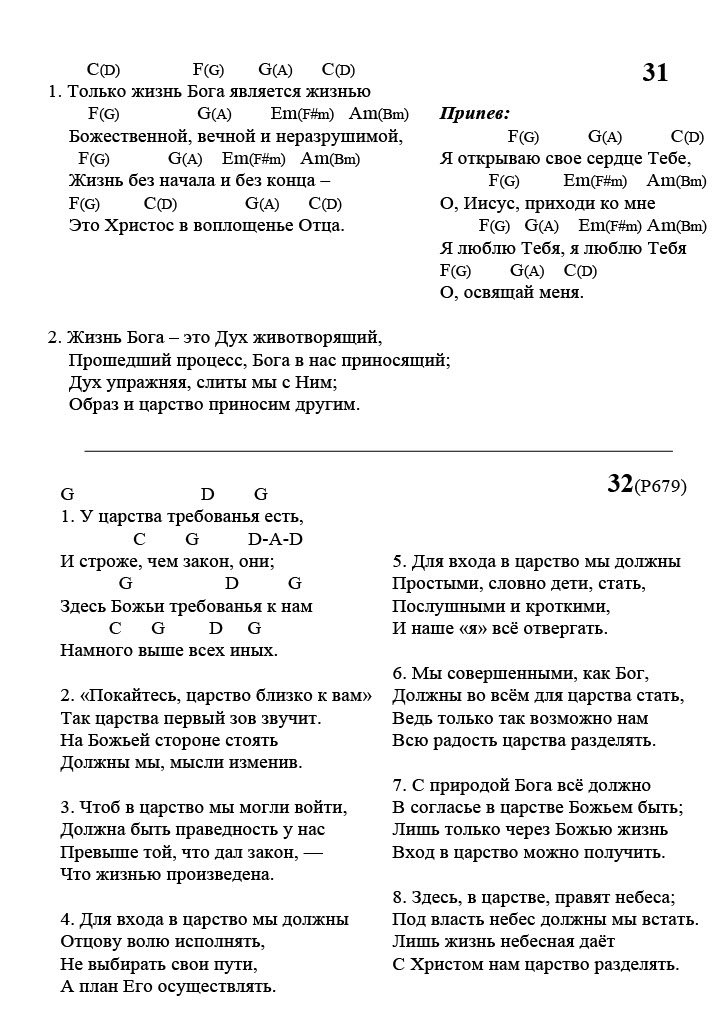 31
C(D) F(G) G(A) C(D)
1. Только жизнь Бога является жизнью
F(G) G(A) Em(F#m) Am(Bm)
Божественной, вечной и неразрушимой,
F(G) G(A) Em(F#m) Am(Bm)
Жизнь без начала и без конца –
F(G) C(D) G(A) C(D)
Это Христос в воплощенье Отца.
Припев:
F(G) G(A) C(D)
Я открываю свое сердце Тебе,
F(G) Em(F#m) Am(Bm)
О, Иисус, приходи ко мне
F(G) G(A) Em(F#m) Am(Bm)
Я люблю Тебя, я люблю Тебя
F(G) G(A) C(D)
О, освящай меня.
2. Жизнь Бога – это Дух животворящий,
Прошедший процесс, Бога в нас приносящий;
Дух упражняя, слиты мы с Ним;
Образ и царство приносим другим.
32(P679)
G D G
1. У царства требованья есть,
C G D-A-D
И строже, чем закон, они;
G D G
Здесь Божьи требованья к нам
C G D G
Намного выше всех иных.
2. «Покайтесь, царство близко к вам»
Так царства первый зов звучит.
На Божьей стороне стоять
Должны мы, мысли изменив.
3. Чтоб в царство мы могли войти,
Должна быть праведность у нас
Превыше той, что дал закон, —
Что жизнью произведена.
4. Для входа в царство мы должны
Отцову волю исполнять,
Не выбирать свои пути,
А план Его осуществлять.
5. Для входа в царство мы должны
Простыми, словно дети, стать,
Послушными и кроткими,
И наше «я» всё отвергать.
6. Мы совершенными, как Бог,
Должны во всём для царства стать,
Ведь только так возможно нам
Всю радость царства разделять.
7. С природой Бога всё должно
В согласье в царстве Божьем быть;
Лишь только через Божью жизнь
Вход в царство можно получить.
8. Здесь, в царстве, правят небеса;
Под власть небес должны мы встать.
Лишь жизнь небесная даёт
С Христом нам царство разделять.